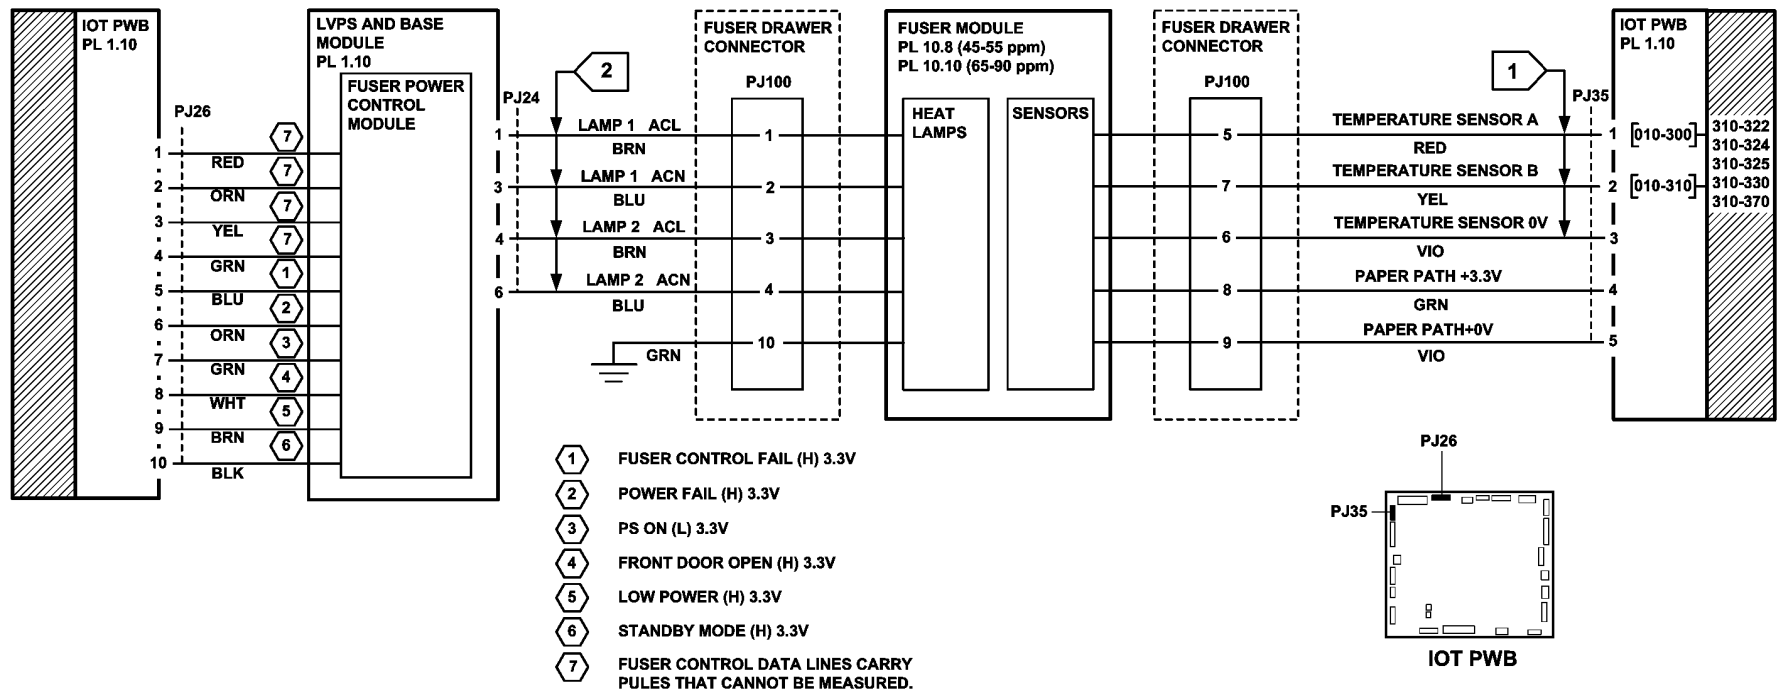 IOT PWB
PL 1.10
PJ26
1
2
3
4
5
6
7
8
9
10
RED
ORN
YEL
GRN
BLU
ORN
GRN
WHT
BRN
BLK
7
7
7
7
1
2
3
4
5
6
LVPS AND BASE
MODULE
PL 1.10
FUSER POWER
CONTROL
MODULE
PJ24
1
3
4
6
2
LAMP 1 ACL
BRN
LAMP 1 ACN
BLU
LAMP 2 ACL
BRN
LAMP 2 ACN
BLU
GRN
FUSER DRAWER
CONNECTOR
PJ100
1
2
3
4
10
FUSER MODULE
PL 10.8 (45-55 ppm)
PL 10.10 (65-90 ppm)
HEAT
LAMPS
SENSORS
FUSER DRAWER
CONNECTOR
PJ100
5
7
6
8
9
1
TEMPERATURE SENSOR A
RED
TEMPERATURE SENSOR B
YEL
TEMPERATURE SENSOR 0V
VIO
PAPER PATH +3.3V
GRN
PAPER PATH+0V
VIO
PJ35
1
2
3
4
5
IOT PWB
PL 1.10
[010-300]
[010-310]
310-322
310-324
310-325
310-330
310-370
1 FUSER CONTROL FAIL (H) 3.3V
2 POWER FAIL (H) 3.3V
3 PS ON (L) 3.3V
4 FRONT DOOR OPEN (H) 3.3V
5 LOW POWER (H) 3.3V
6 STANDBY MODE (H) 3.3V
7 FUSER CONTROL DATA LINES CARRY
PULES THAT CANNOT BE MEASURED.
PJ26
PJ35
IOT PWB